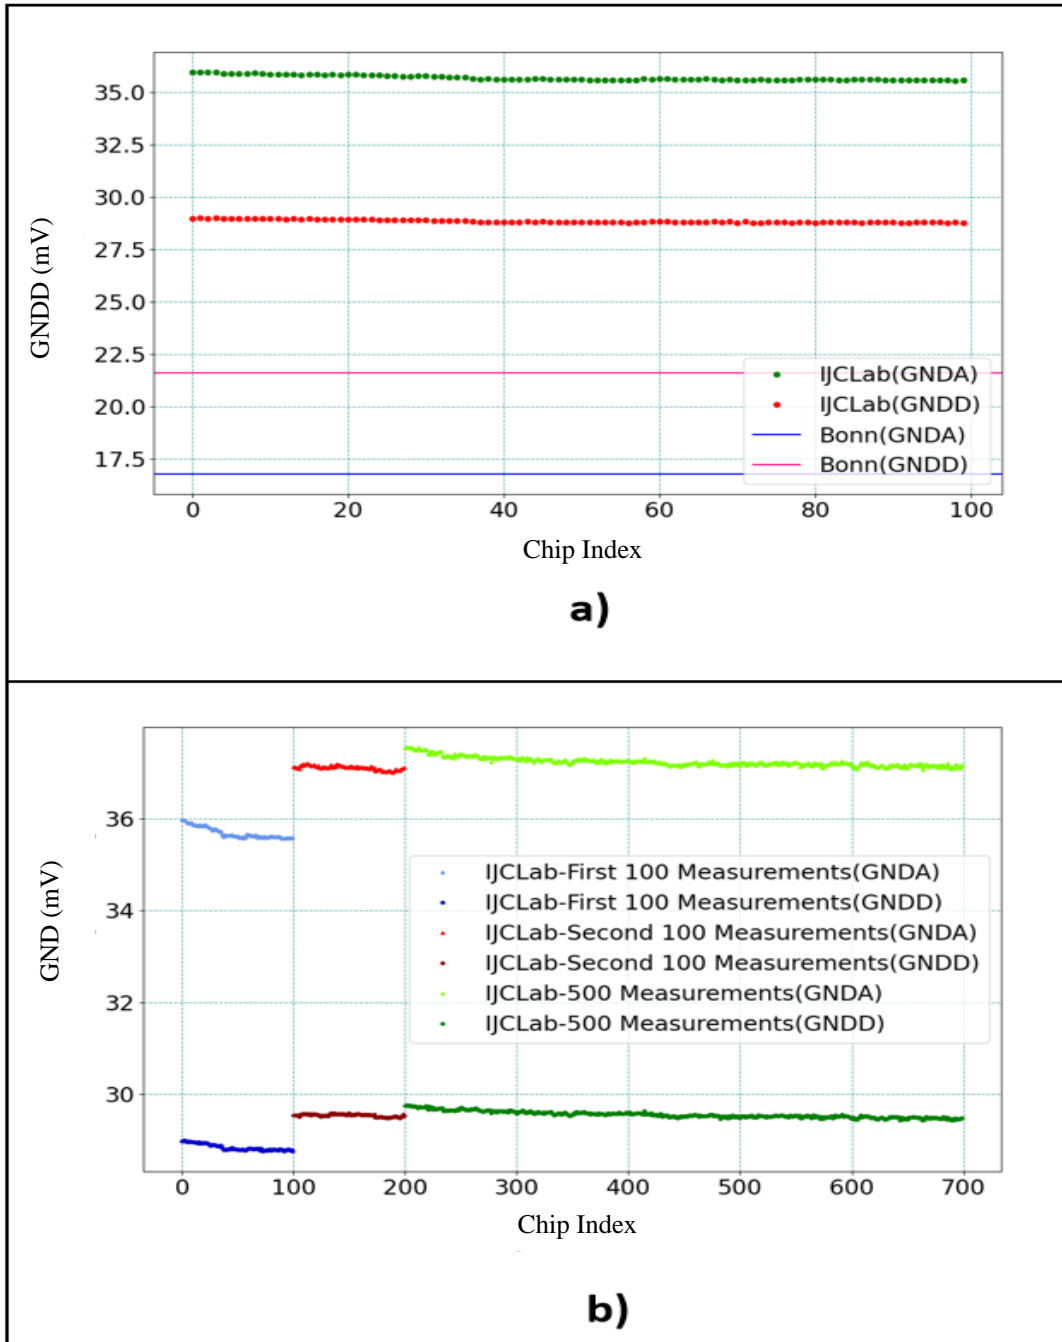 35.0
32.5
30.0
27.5
25.0
22.5
20.0
17.5
GNDD (mV)
IJCLab(GNDA)
IJCLab(GNDD)
Bonn(GNDA)
Bonn(GNDD)
0 20 40 60 80 100
Chip Index
a)
36
34
32
30
GND (mV)
IJCLab-First 100 Measurements(GNDA)
IJCLab-First 100 Measurements(GNDD)
IJCLab-Second 100 Measurements(GNDA)
IJCLab-Second 100 Measurements(GNDD)
IJCLab-500 Measurements(GNDA)
IJCLab-500 Measurements(GNDD)
0 100 200 300 400 500 600 700
Chip Index
b)